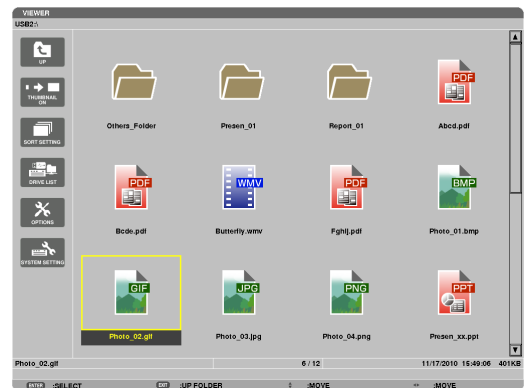 VIEWER
USB2:\
UP
THUMBNAIL
ON
SORT SETTING
DRIVE LIST
OPTIONS
SYSTEM SETTING
Others_Folder
Presen_01
Report_01
PDF
Abcd.pdf
PDF
Bcde.pdf
WMV
Butterfly.wmv
PDF
Fghij.pdf
BMP
Photo_01.bmp
GIF
Photo_02.gif
JPG
Photo_03.jpg
PNG
Photo_04.png
PPT
Presen_xx.ppt
Photo_02.gif 6 / 12 11/17/2010 15:49:06 401KB
ENTER :SELECT EXIT :UP FOLDER :MOVE :MOVE